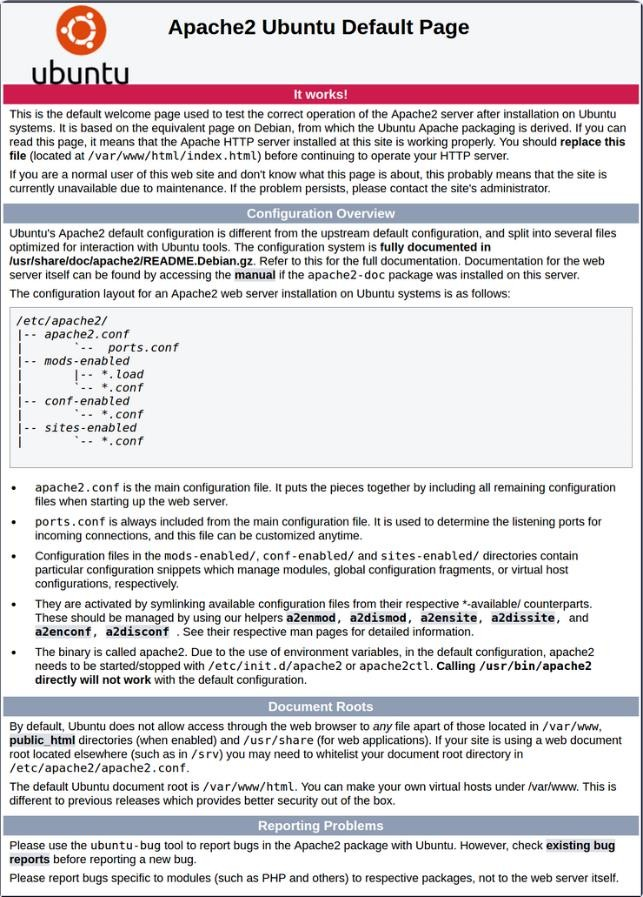 Apache2 Ubuntu Default Page
ubuntu
It works!
This is the default welcome page used to test the correct operation of the Apache2 server after installation on Ubuntu
systems. It is based on the equivalent page on Debian, from which the Ubuntu Apache packaging is derived. If you can
read this page, it means that the Apache HTTP server installed at this site is working properly. You should replace this
file (located at /var/www/html/index.html) before continuing to operate your HTTP server.
If you are a normal user of this web site and don't know what this page is about, this probably means that the site is
currently unavailable due to maintenance. If the problem persists, please contact the site's administrator.
Configuration Overview
Ubuntu's Apache2 default configuration is different from the upstream default configuration, and split into several files
optimized for interaction with Ubuntu tools. The configuration system is fully documented in
/usr/share/doc/apache2/README.Debian.gz. Refer to this for the full documentation. Documentation for the web
server itself can be found by accessing the manual if the apache2-doc package was installed on this server.
The configuration layout for an Apache2 web server installation on Ubuntu systems is as follows:
/etc/apache2/
|-- apache2.conf
|       `--  ports.conf
|-- mods-enabled
|       |-- *.load
|       `-- *.conf
|-- conf-enabled
|       `-- *.conf
|-- sites-enabled
|       `-- *.conf
• apache2.conf is the main configuration file. It puts the pieces together by including all remaining configuration
files when starting up the web server.
• ports.conf is always included from the main configuration file. It is used to determine the listening ports for
incoming connections, and this file can be customized anytime.
• Configuration files in the mods-enabled/, conf-enabled/ and sites-enabled/ directories contain
particular configuration snippets which manage modules, global configuration fragments, or virtual host
configurations, respectively.
• They are activated by symlinking available configuration files from their respective *-available/ counterparts.
These should be managed by using our helpers a2enmod, a2dismod, a2ensite, a2dissite, and
a2enconf, a2disconf . See their respective man pages for detailed information.
• The binary is called apache2. Due to the use of environment variables, in the default configuration, apache2
needs to be started/stopped with /etc/init.d/apache2 or apache2ctl. Calling /usr/bin/apache2
directly will not work with the default configuration.
Document Roots
By default, Ubuntu does not allow access through the web browser to any file apart of those located in /var/www,
public_html directories (when enabled) and /usr/share (for web applications). If your site is using a web document
root located elsewhere (such as in /srv) you may need to whitelist your document root directory in
/etc/apache2/apache2.conf.
The default Ubuntu document root is /var/www/html. You can make your own virtual hosts under /var/www. This is
different to previous releases which provides better security out of the box.
Reporting Problems
Please use the ubuntu-bug tool to report bugs in the Apache2 package with Ubuntu. However, check existing bug
reports before reporting a new bug.
Please report bugs specific to modules (such as PHP and others) to respective packages, not to the web server itself.